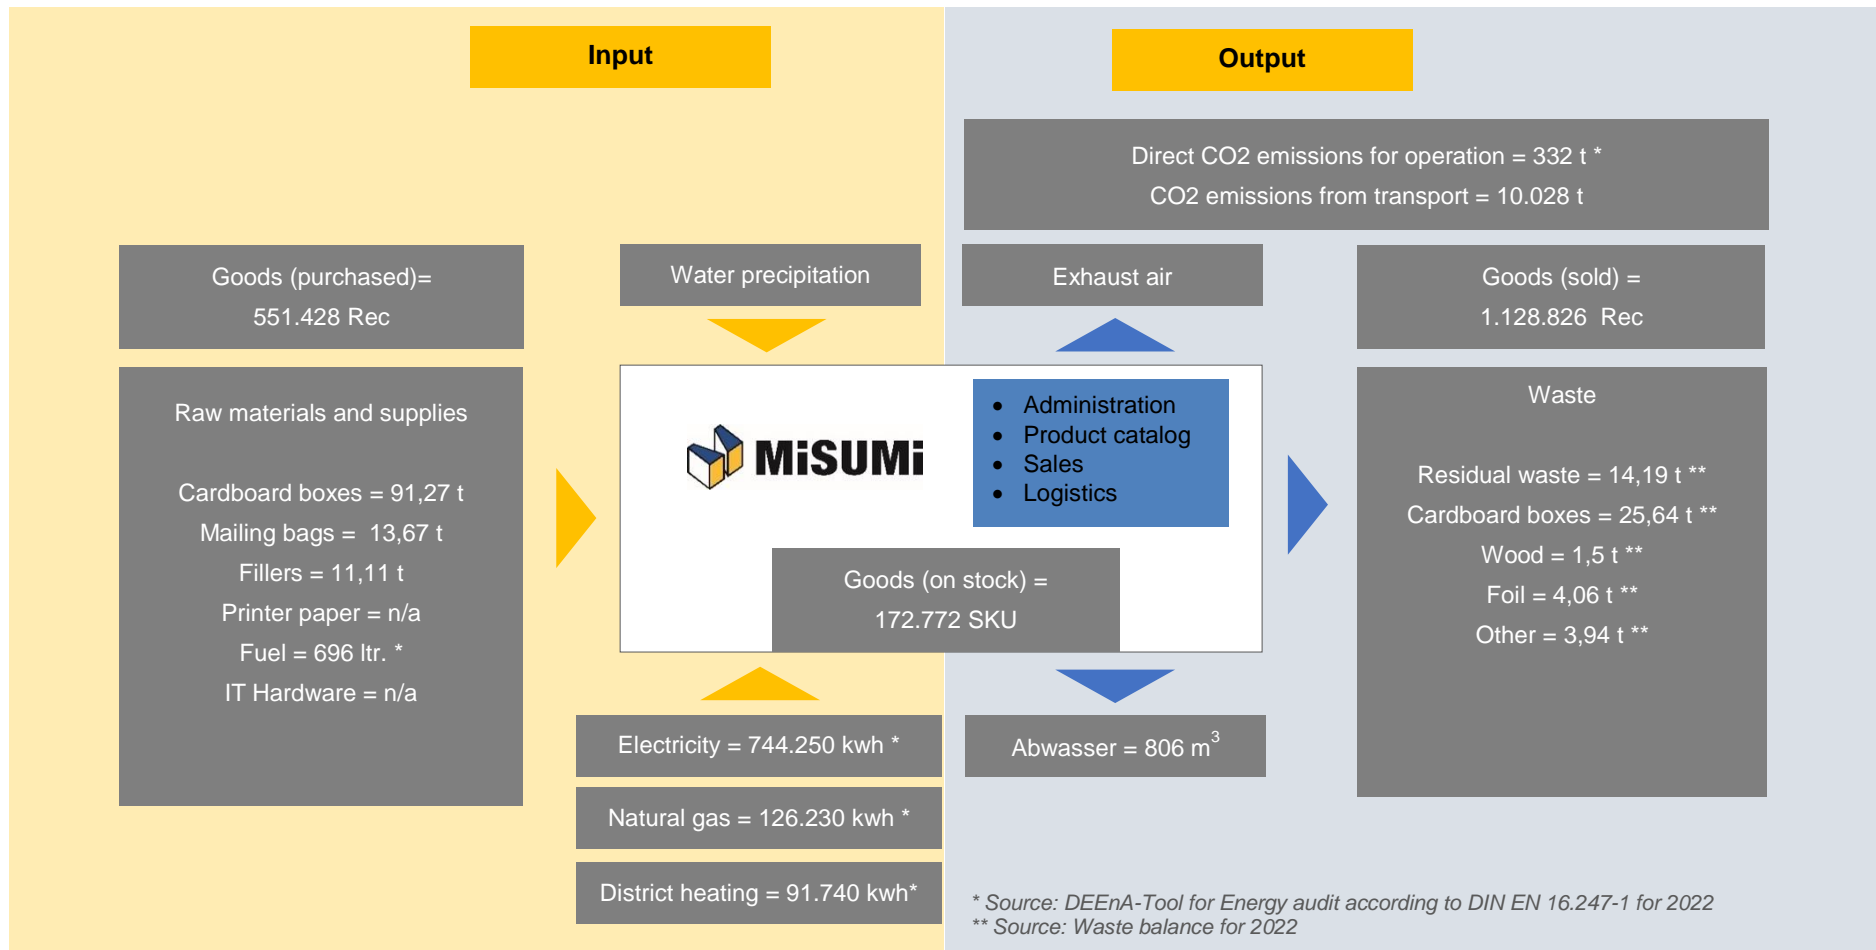 Input
Output
Direct CO2 emissions for operation = 332 t *
CO2 emissions from transport = 10.028 t
Goods (purchased)=
551.428 Rec
Water precipitation
Exhaust air
Goods (sold) =
1.128.826 Rec
Raw materials and supplies
Cardboard boxes = 91,27 t
Mailing bags = 13,67 t
Fillers = 11,11 t
Printer paper = n/a
Fuel = 696 ltr. *
IT Hardware = n/a
MiSUMi
• Administration
• Product catalog
• Sales
• Logistics
Goods (on stock) =
172.772 SKU
Waste
Residual waste = 14,19 t **
Cardboard boxes = 25,64 t **
Wood = 1,5 t **
Foil = 4,06 t **
Other = 3,94 t **
Electricity = 744.250 kwh *
Natural gas = 126.230 kwh *
District heating = 91.740 kwh*
Abwasser = 806 m³
* Source: DEEnA-Tool for Energy audit according to DIN EN 16.247-1 for 2022
** Source: Waste balance for 2022